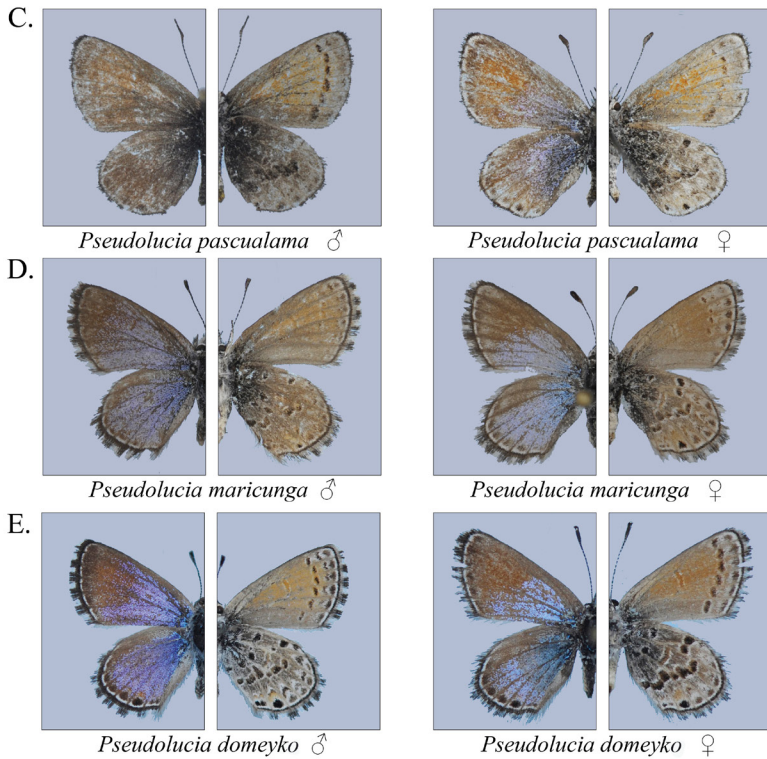 C.
Pseudolucia pascualama ♂
Pseudolucia pascualama ♀
D.
Pseudolucia maricunga ♂
Pseudolucia maricunga ♀
E.
Pseudolucia domeyko ♂
Pseudolucia domeyko ♀